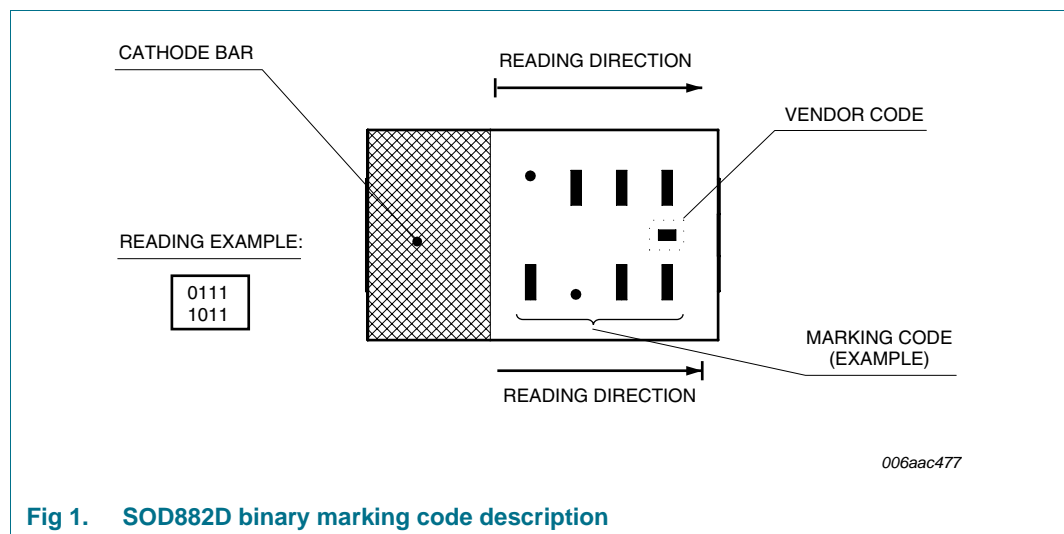 CATHODE BAR
READING DIRECTION
VENDOR CODE
READING EXAMPLE:
0111
1011
MARKING CODE
(EXAMPLE)
READING DIRECTION
006aac477
Fig 1. SOD882D binary marking code description